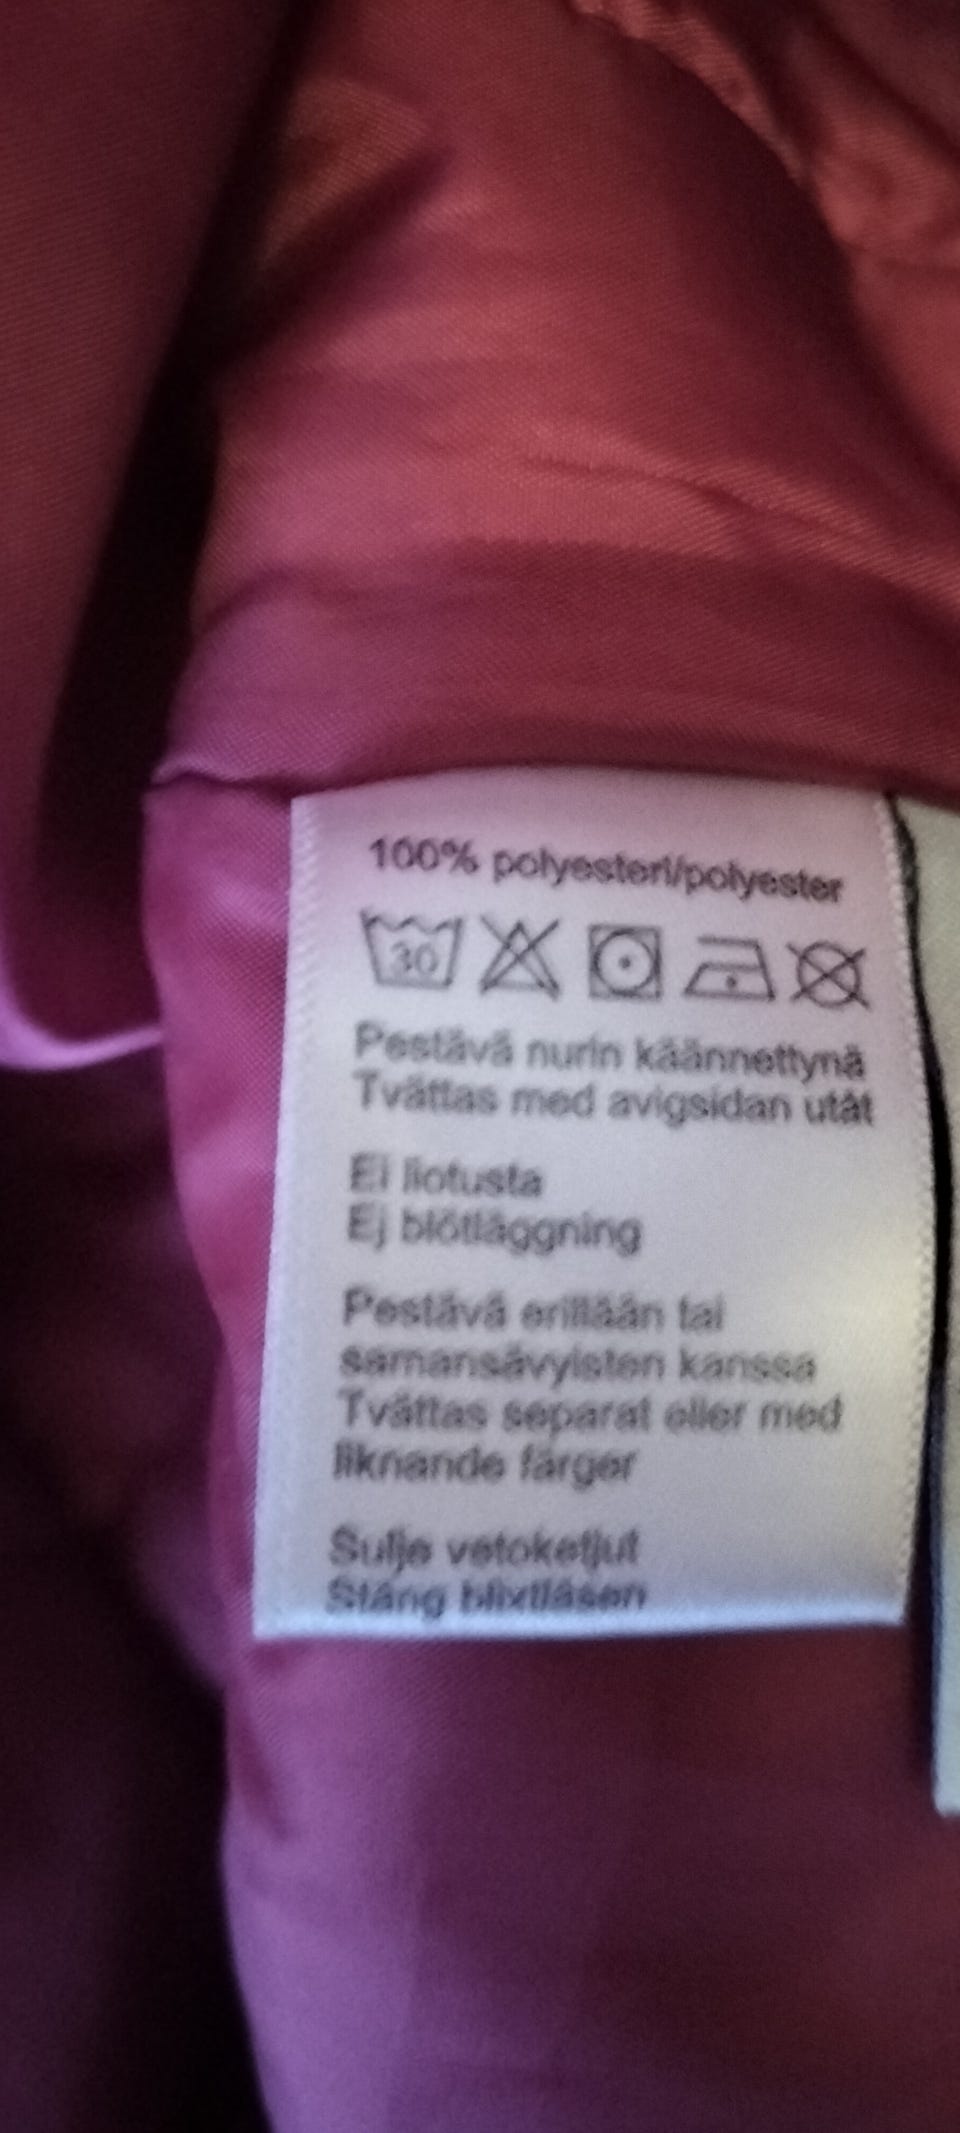 100% polyesteri/polyester
30
Pestävä nurin käännettynä
Tvättas med avigsidan utåt
Ei liotusta
Ej blötläggning
Pestävä erillään tai
samansävyisten kanssa
Tvättas separat eller med
liknande färger
Sulje vetoketjut
Stäng blixtlåsen